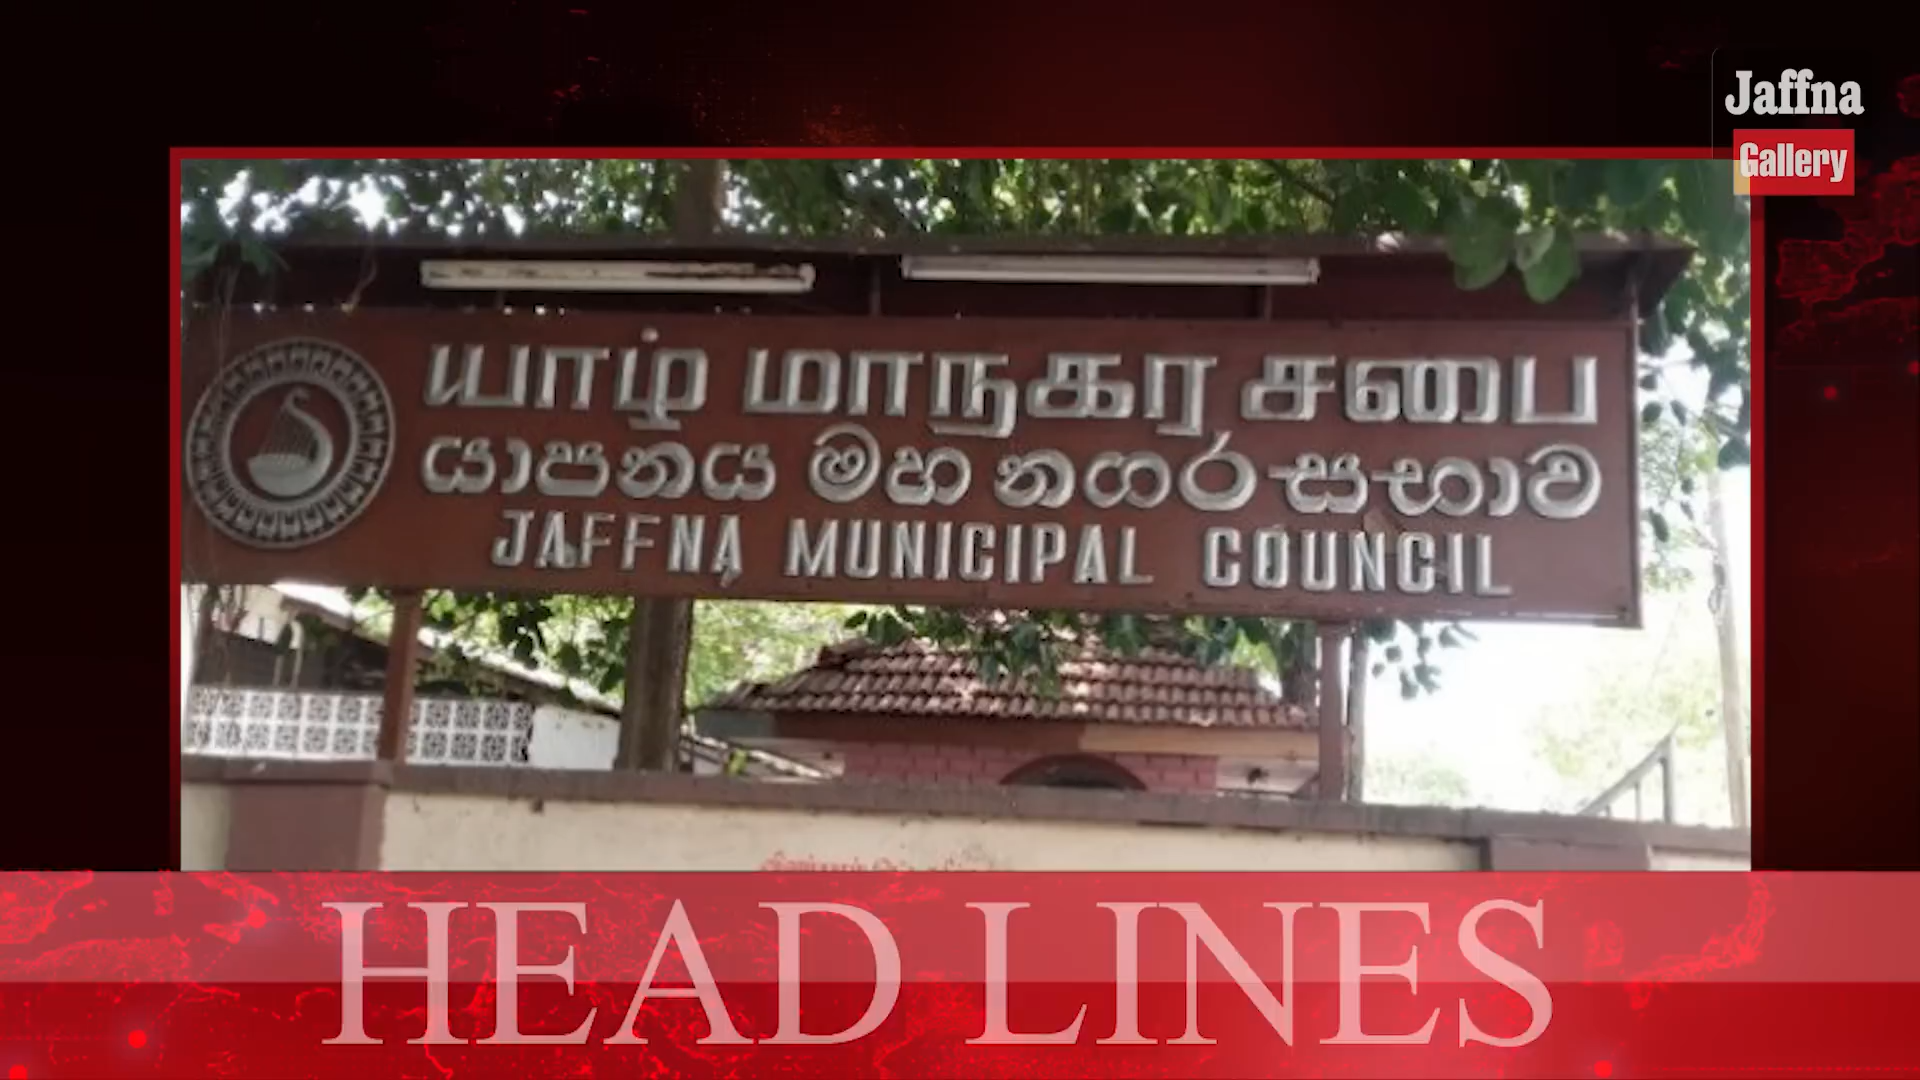 Jaffna
Gallery
யாழ் மாநகர சபை
යාපනය මහ නගර සභාව
JAFFNA MUNICIPAL COUNCIL
HEAD LINES